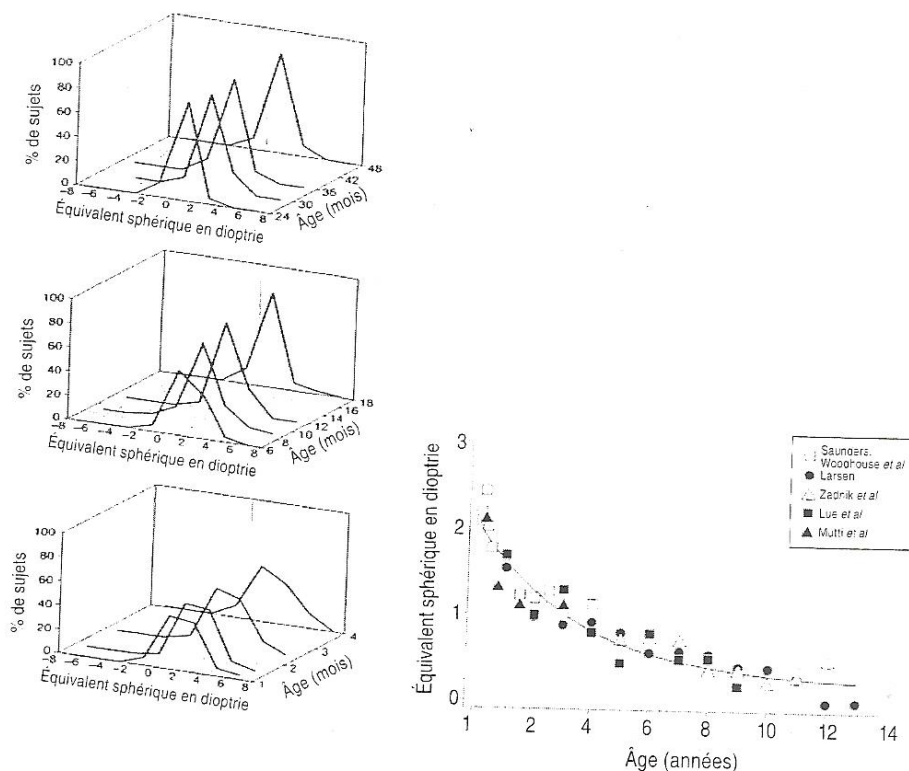 100
80
60
40
20
0
% de sujets
−8 −6 −4 −2 0 2 4 6 8
Équivalent sphérique en dioptrie
24 30 36 42 48
Âge (mois)
100
80
60
40
20
0
% de sujets
−8 −6 −4 −2 0 2 4 6 8
Équivalent sphérique en dioptrie
6 8 10 12 14 16 18
Âge (mois)
100
80
60
40
20
0
% de sujets
−8 −6 −4 −2 0 2 4 6 8
Équivalent sphérique en dioptrie
1 2 3 4
Âge (mois)
3
2
1
0
Équivalent sphérique en dioptrie
1 2 4 6 8 10 12 14
Âge (années)
Saunders,
Woodhouse et al
Larsen
Zadnik et al
Lue et al
Mutti et al